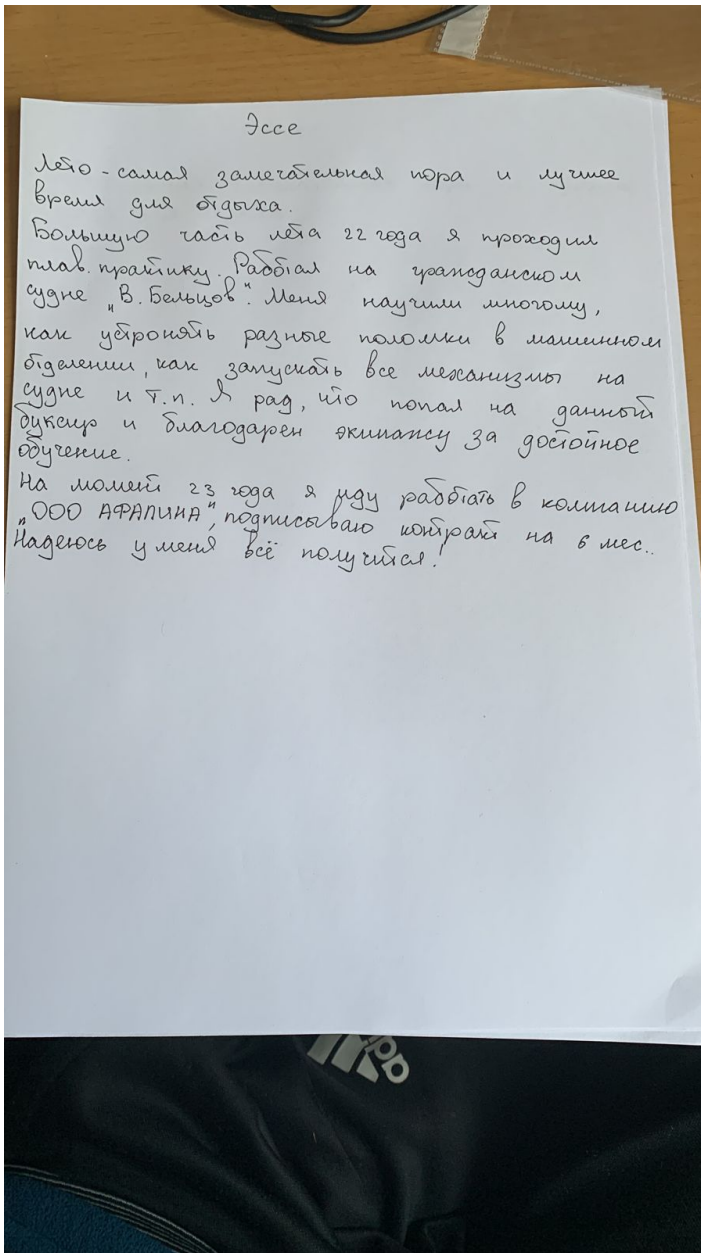 Эссе
Лето - самая замечательная пора и лучшее
время для отдыха.
Большую часть лета 22 года я проходил
плав. практику. Работал на гражданском
судне „В. Бельцов". Меня научили многому,
как устронять разные поломки в машинном
отделении, как запускать все механизмы на
судне и т.п. Я рад, что попал на данный
буксир и благодарен экипажу за достойное
обучение.
На момент 23 года я иду работать в компанию
„ООО АФАЛИНА", подписываю контракт на 6 мес..
Надеюсь у меня всё получится!
adi